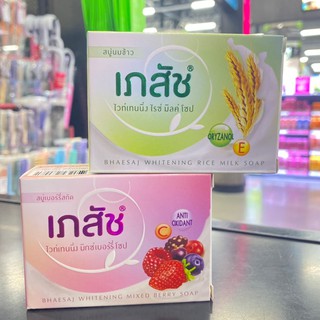 สบู่นมข้าว
เภสัช®
ไวท์เทนนิ่ง ไรซ์ มิลค์ โซป
ORYZANOL
E
BHAESAJ WHITENING RICE MILK SOAP
สบู่เบอร์รี่สกัด
เภสัช®
ไวท์เทนนิ่ง มิกซ์เบอร์รี่ โซป
ANTI
OXIDANT
C
BHAESAJ WHITENING MIXED BERRY SOAP